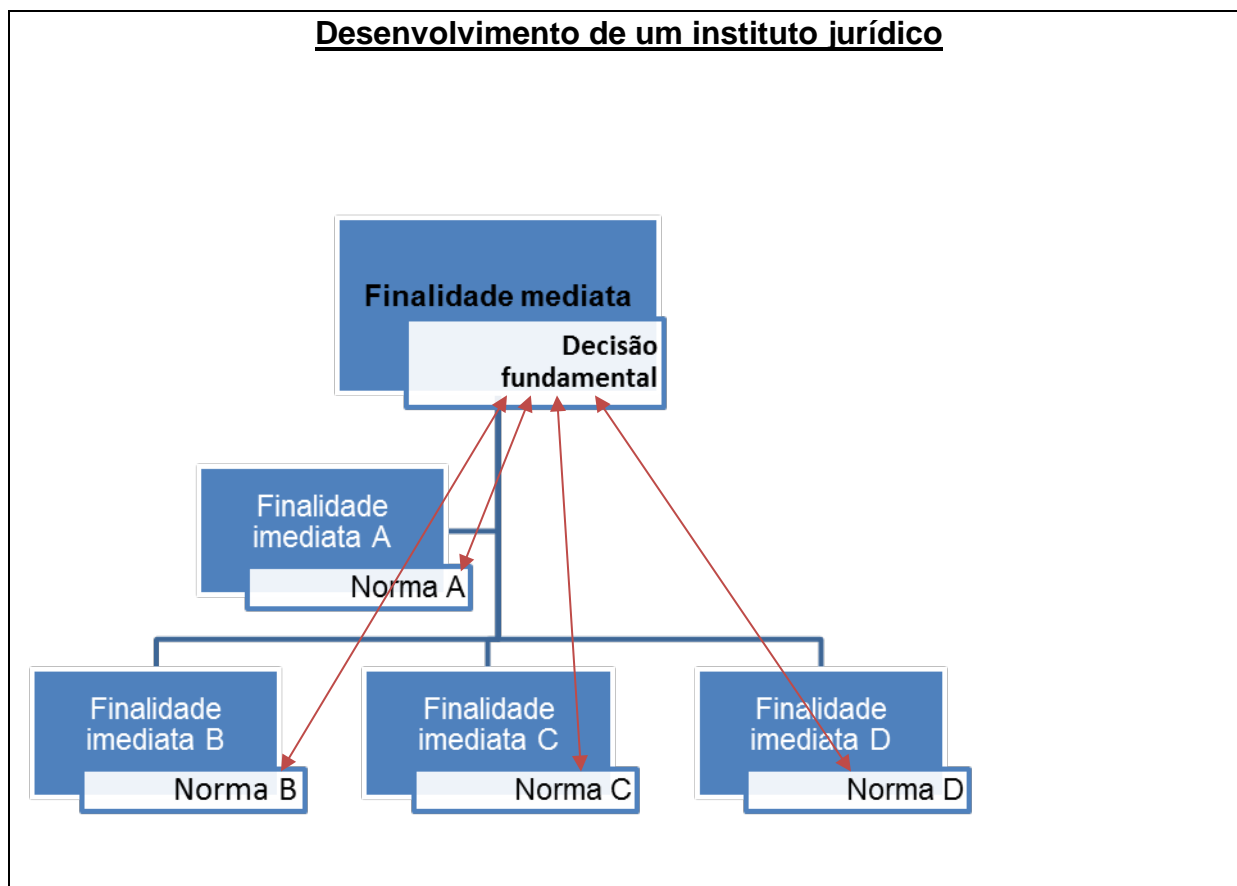 Desenvolvimento de um instituto jurídico
Finalidade mediata
Decisão
fundamental
Finalidade
imediata A
Norma A
Finalidade
imediata B
Norma B
Finalidade
imediata C
Norma C
Finalidade
imediata D
Norma D